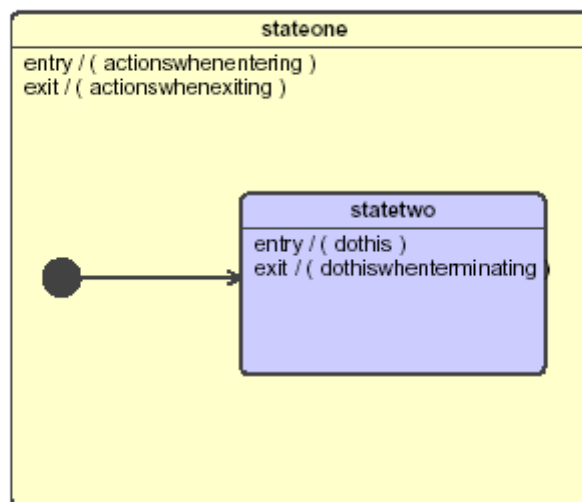 stateone
entry / ( actionswhenentering )
exit / ( actionswhenexiting )
statetwo
entry / ( dothis )
exit / ( dothiswhenterminating )